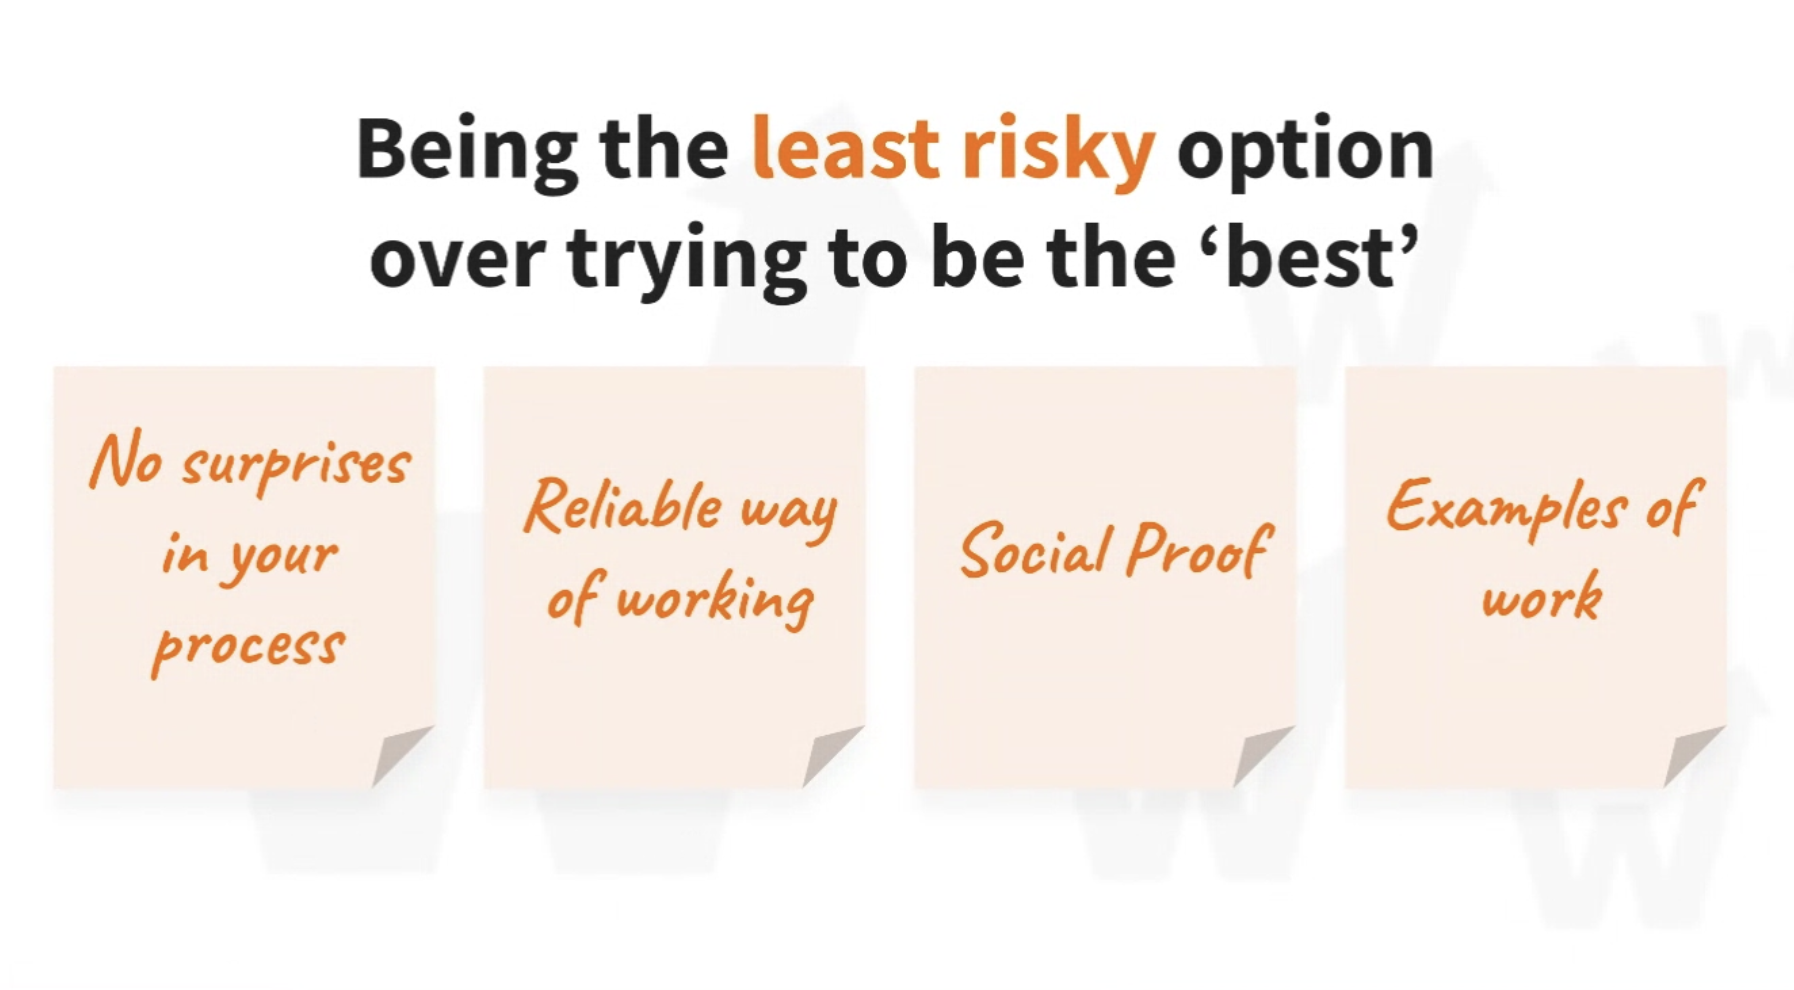 Being the least risky option
over trying to be the ‘best’
No surprises
in your
process
Reliable way
of working
Social Proof
Examples of
work